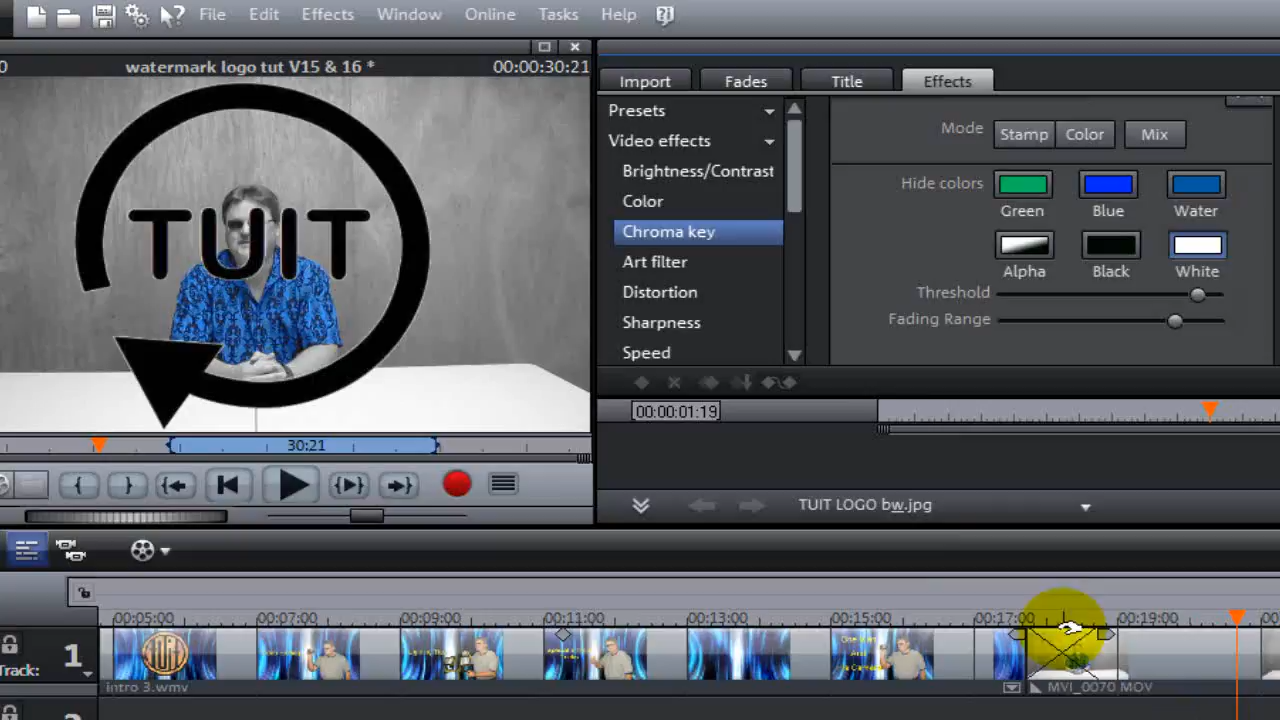 File Edit Effects Window Online Tasks Help
watermark logo tut V15 & 16 * 00:00:30:21
Import Fades Title Effects
Presets
Video effects
Brightness/Contrast
Color
Chroma key
Art filter
Distortion
Sharpness
Speed
Mode Stamp Color Mix
Hide colors
Green Blue Water
Alpha Black White
Threshold
Fading Range
TUIT
30:21
00:00:01:19
TUIT LOGO bw.jpg
00:05:00 00:07:00 00:09:00 00:11:00 00:13:00 00:15:00 00:17:00 00:19:00
Track: 1
intro 3.wmv MVI_0070 MOV